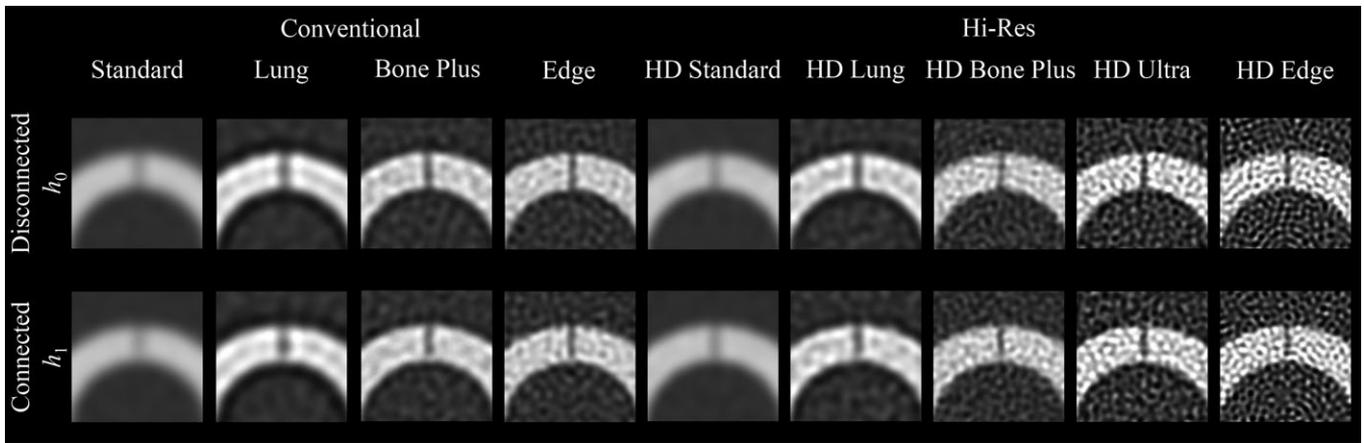 Conventional Hi-Res
Standard Lung Bone Plus Edge HD Standard HD Lung HD Bone Plus HD Ultra HD Edge
Disconnected
h₀
Connected
h₁